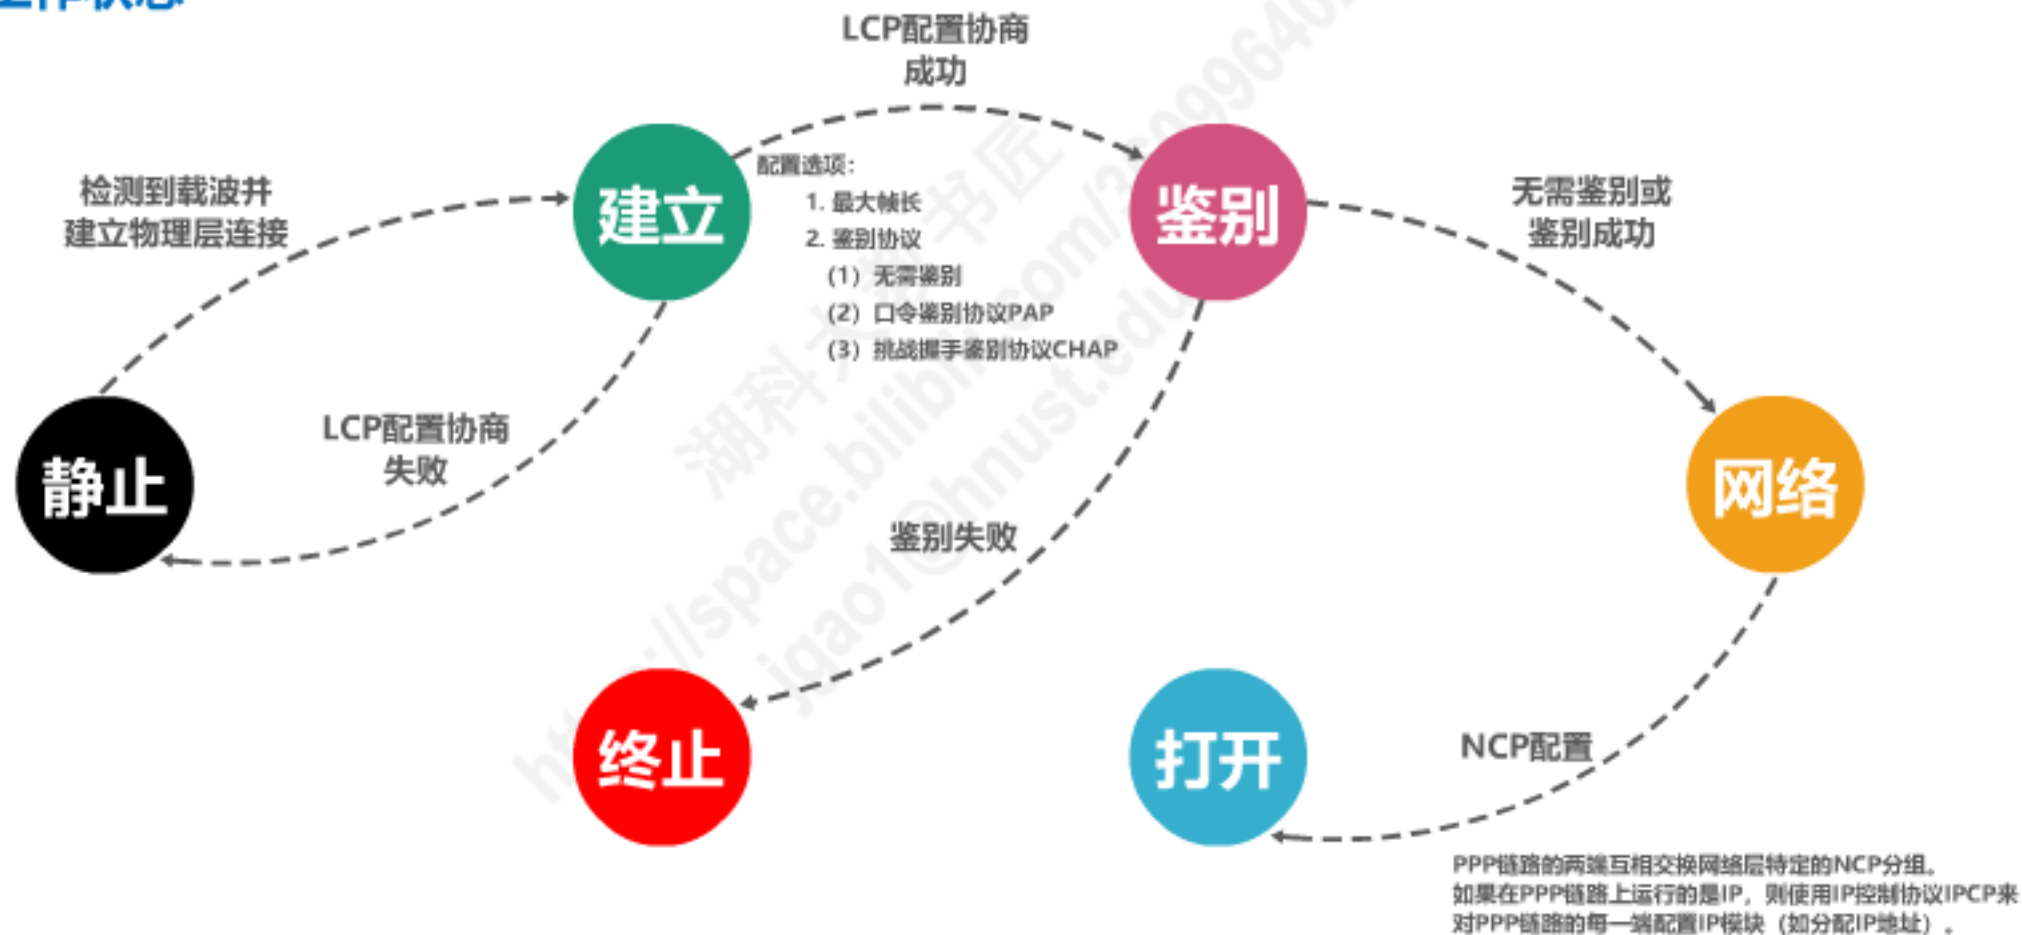 工作状态
LCP配置协商
成功
检测到载波并
建立物理层连接
建立
配置选项：
1. 最大帧长
2. 鉴别协议
（1）无需鉴别
（2）口令鉴别协议PAP
（3）挑战握手鉴别协议CHAP
鉴别
无需鉴别或
鉴别成功
静止
LCP配置协商
失败
鉴别失败
网络
终止
打开
NCP配置
PPP链路的两端互相交换网络层特定的NCP分组。
如果在PPP链路上运行的是IP，则使用IP控制协议IPCP来
对PPP链路的每一端配置IP模块（如分配IP地址）。